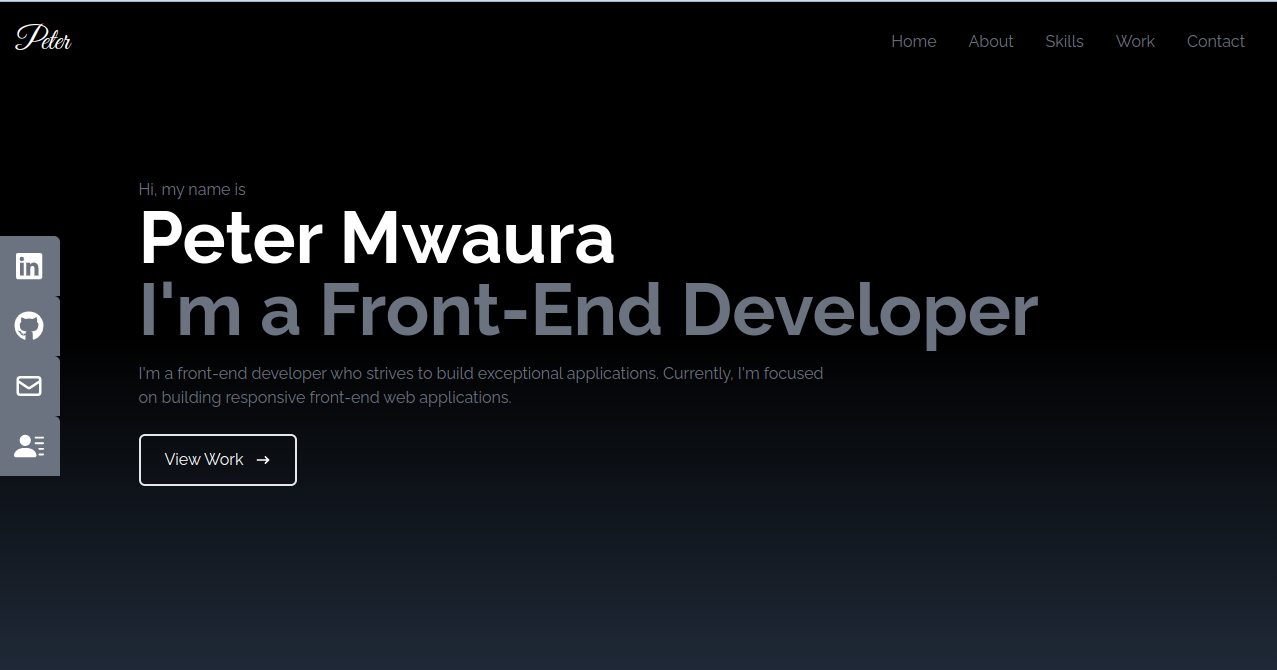 Peter
Home About Skills Work Contact
Hi, my name is
Peter Mwaura
I'm a Front-End Developer
I'm a front-end developer who strives to build exceptional applications. Currently, I'm focused
on building responsive front-end web applications.
in
View Work